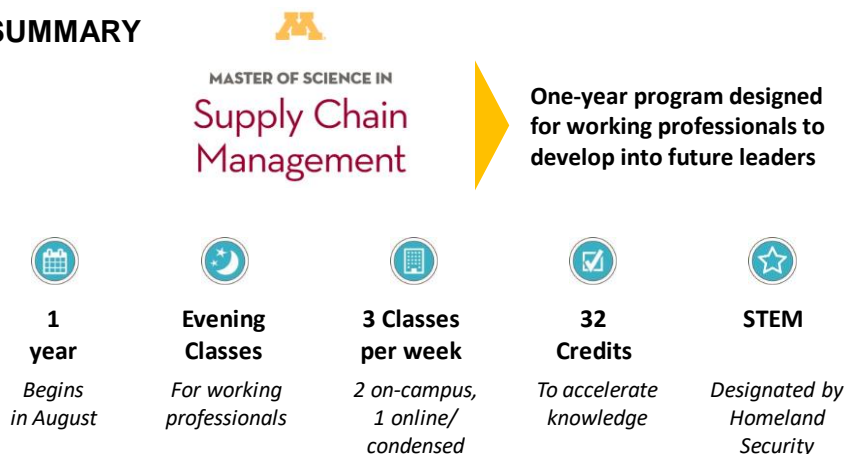 SUMMARY
M
MASTER OF SCIENCE IN
Supply Chain
Management
One-year program designed
for working professionals to
develop into future leaders
1
year
Begins
in August
Evening
Classes
For working
professionals
3 Classes
per week
2 on-campus,
1 online/
condensed
32
Credits
To accelerate
knowledge
STEM
Designated by
Homeland
Security